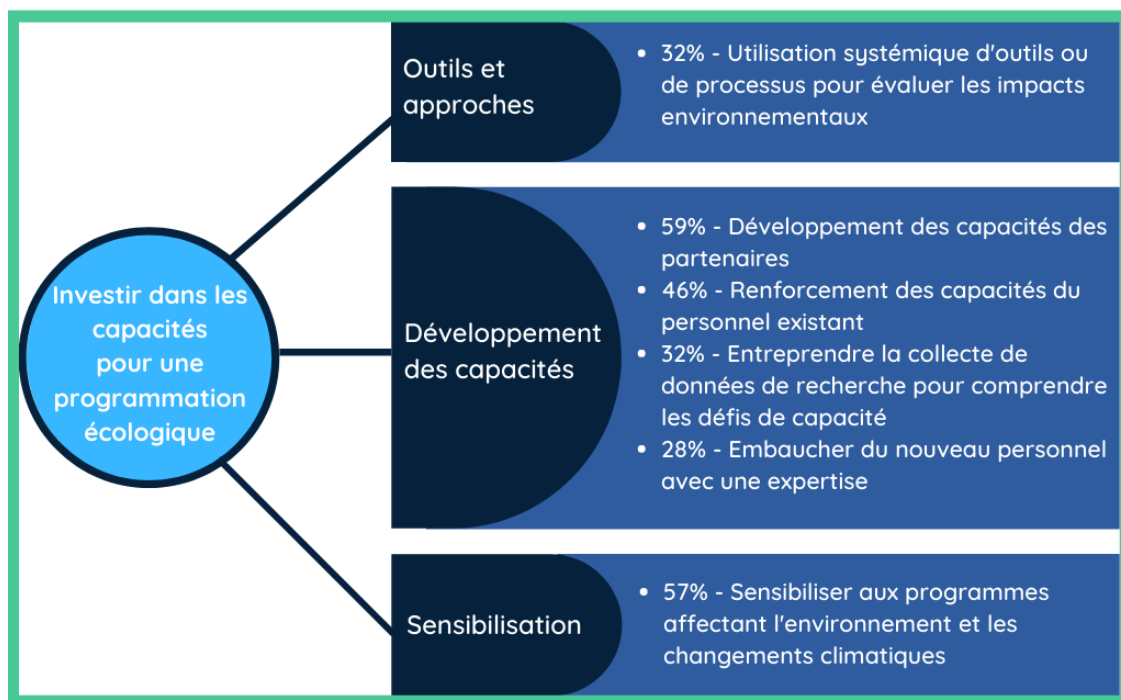 Investir dans les
capacités
pour une
programmation
écologique
Outils et
approches
• 32% - Utilisation systémique d'outils ou
de processus pour évaluer les impacts
environnementaux
Développement
des capacités
• 59% - Développement des capacités des
partenaires
• 46% - Renforcement des capacités du
personnel existant
• 32% - Entreprendre la collecte de
données de recherche pour comprendre
les défis de capacité
• 28% - Embaucher du nouveau personnel
avec une expertise
Sensibilisation
• 57% - Sensibiliser aux programmes
affectant l'environnement et les
changements climatiques